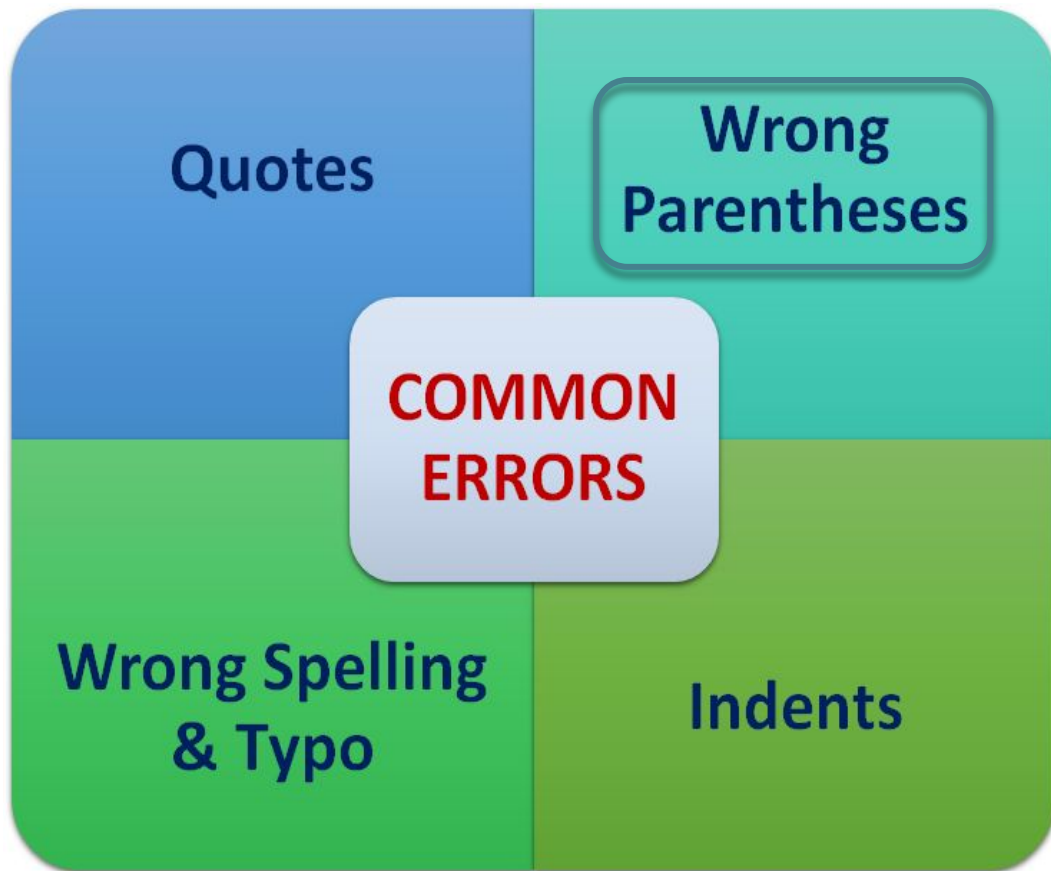 Quotes
Wrong
Parentheses
COMMON
ERRORS
Wrong Spelling
& Typo
Indents